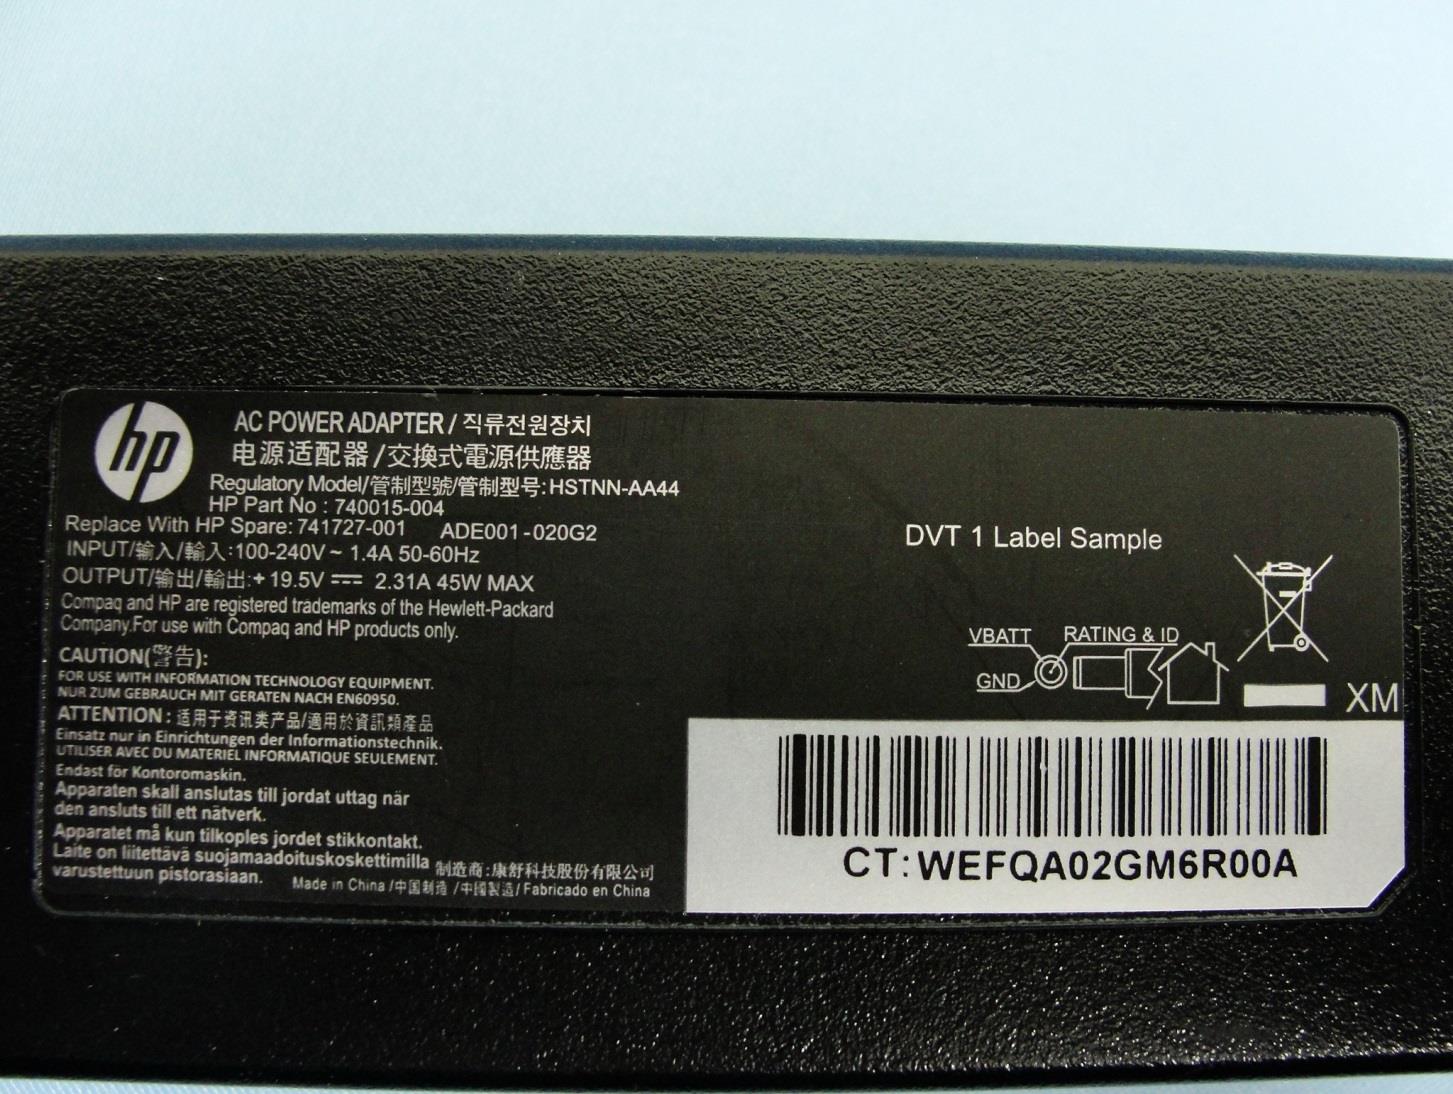 hp
AC POWER ADAPTER / 직류전원장치
电源适配器/交換式電源供應器
Regulatory Model/管制型號/管制型号:HSTNN-AA44
HP Part No : 740015-004
Replace With HP Spare: 741727-001 ADE001-020G2
INPUT/输入/輸入:100-240V ~ 1.4A 50-60Hz
OUTPUT/输出/輸出:+ 19.5V ⎓ 2.31A 45W MAX
Compaq and HP are registered trademarks of the Hewlett-Packard
Company.For use with Compaq and HP products only.
CAUTION(警告):
FOR USE WITH INFORMATION TECHNOLOGY EQUIPMENT.
NUR ZUM GEBRAUCH MIT GERATEN NACH EN60950.
ATTENTION : 适用于资讯类产品/適用於資訊類產品
Einsatz nur in Einrichtungen der Informationstechnik.
UTILISER AVEC DU MATERIEL INFORMATIQUE SEULEMENT.
Endast för Kontoromaskin.
Apparaten skall anslutas till jordat uttag när
den ansluts till ett nätverk.
Apparatet må kun tilkoples jordet stikkontakt.
Laite on liitettävä suojamaadoituskoskettimilla
varustettuun pistorasiaan.
制造商:康舒科技股份有限公司
Made in China /中国制造 /中國製造/ Fabricado en China
DVT 1 Label Sample
VBATT RATING & ID
GND
XM
CT: WEFQA02GM6R00A